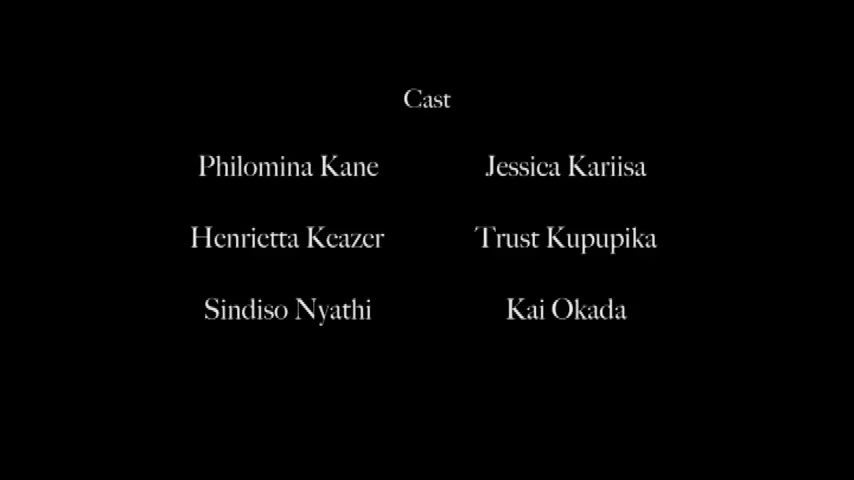 Cast
Philomina Kane Jessica Kariisa
Henrietta Keazer Trust Kupupika
Sindiso Nyathi Kai Okada